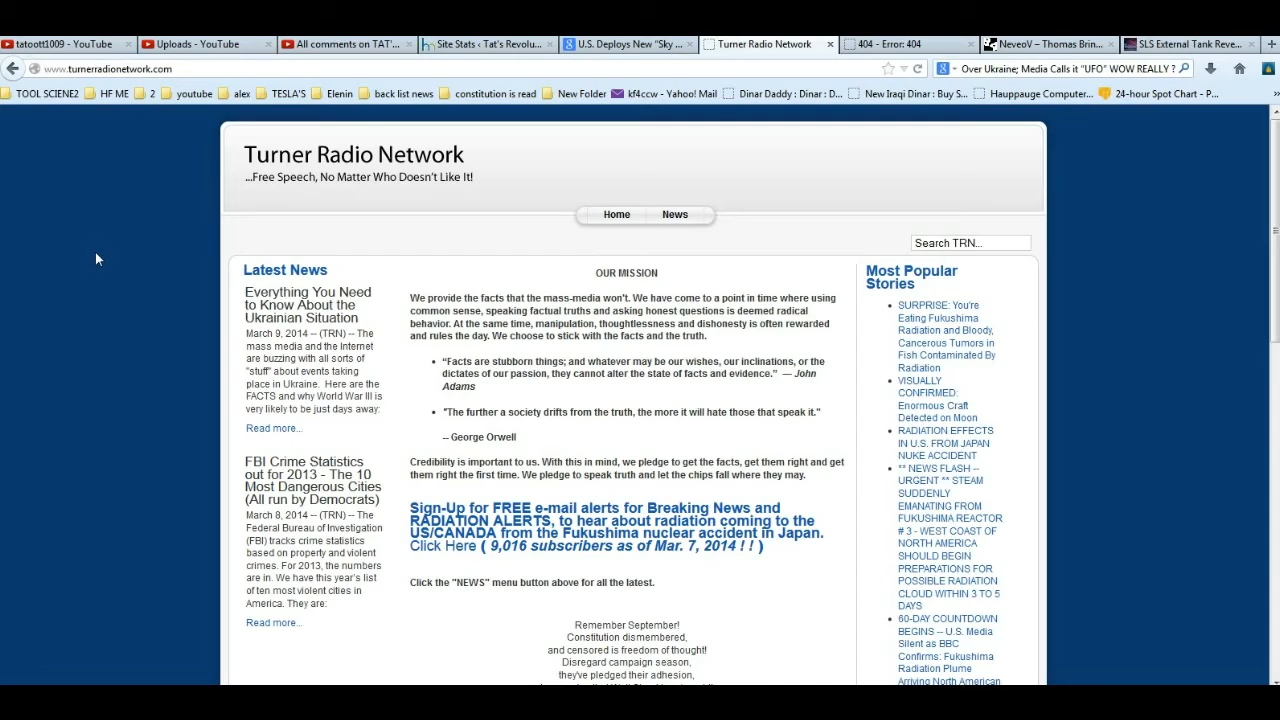 tatoott1009 - YouTube
Uploads - YouTube
All comments on TAT'...
Site Stats ‹ Tat's Revolu...
U.S. Deploys New "Sky ...
Turner Radio Network
404 - Error: 404
NeveoV – Thomas Brin...
SLS External Tank Reve...
www.turnerradionetwork.com
Over Ukraine; Media Calls it "UFO" WOW REALLY ?
TOOL SCIENE2
HF ME
2
youtube
alex
TESLA'S
Elenin
back list news
constitution is read
New Folder
kf4ccw - Yahoo! Mail
Dinar Daddy : Dinar : D...
New Iraqi Dinar : Buy S...
Hauppauge Computer...
24-hour Spot Chart - P...
Turner Radio Network
...Free Speech, No Matter Who Doesn't Like It!
Home
News
Search TRN...
Latest News
Everything You Need
to Know About the
Ukrainian Situation
March 9, 2014 -- (TRN) -- The
mass media and the Internet
are buzzing with all sorts of
"stuff" about events taking
place in Ukraine. Here are the
FACTS and why World War III is
very likely to be just days away:
Read more...
FBI Crime Statistics
out for 2013 - The 10
Most Dangerous Cities
(All run by Democrats)
March 8, 2014 -- (TRN) -- The
Federal Bureau of Investigation
(FBI) tracks crime statistics
based on property and violent
crimes. For 2013, the numbers
are in. We have this year's list
of ten most violent cities in
America. They are:
Read more...
OUR MISSION
We provide the facts that the mass-media won't. We have come to a point in time where using
common sense, speaking factual truths and asking honest questions is deemed radical
behavior. At the same time, manipulation, thoughtlessness and dishonesty is often rewarded
and rules the day. We choose to stick with the facts and the truth.
• "Facts are stubborn things; and whatever may be our wishes, our inclinations, or the
dictates of our passion, they cannot alter the state of facts and evidence." — John
Adams
• "The further a society drifts from the truth, the more it will hate those that speak it."
-- George Orwell
Credibility is important to us. With this in mind, we pledge to get the facts, get them right and get
them right the first time. We pledge to speak truth and let the chips fall where they may.
Sign-Up for FREE e-mail alerts for Breaking News and
RADIATION ALERTS, to hear about radiation coming to the
US/CANADA from the Fukushima nuclear accident in Japan.
Click Here ( 9,016 subscribers as of Mar. 7, 2014 ! ! )
Click the "NEWS" menu button above for all the latest.
Remember September!
Constitution dismembered,
and censored is freedom of thought!
Disregard campaign season,
they've pledged their adhesion,
Most Popular
Stories
• SURPRISE: You're
Eating Fukushima
Radiation and Bloody,
Cancerous Tumors in
Fish Contaminated By
Radiation
• VISUALLY
CONFIRMED:
Enormous Craft
Detected on Moon
• RADIATION EFFECTS
IN U.S. FROM JAPAN
NUKE ACCIDENT
• ** NEWS FLASH --
URGENT ** STEAM
SUDDENLY
EMANATING FROM
FUKUSHIMA REACTOR
# 3 - WEST COAST OF
NORTH AMERICA
SHOULD BEGIN
PREPARATIONS FOR
POSSIBLE RADIATION
CLOUD WITHIN 3 TO 5
DAYS
• 60-DAY COUNTDOWN
BEGINS -- U.S. Media
Silent as BBC
Confirms: Fukushima
Radiation Plume
Arriving North American